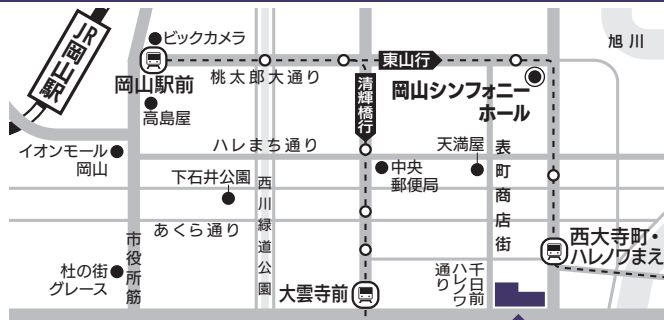 JR岡山駅
ビックカメラ
岡山駅前
高島屋
イオンモール
岡山
桃太郎大通り
東山行
清輝橋行
岡山シンフォニー
ホール
旭川
ハレまち通り
下石井公園
あくら通り
西川緑道公園
中央
郵便局
天満屋
表町商店街
市役所筋
杜の街
グレース
大雲寺前
千日前
ハレノワ
通り
西大寺町・
ハレノワまえ